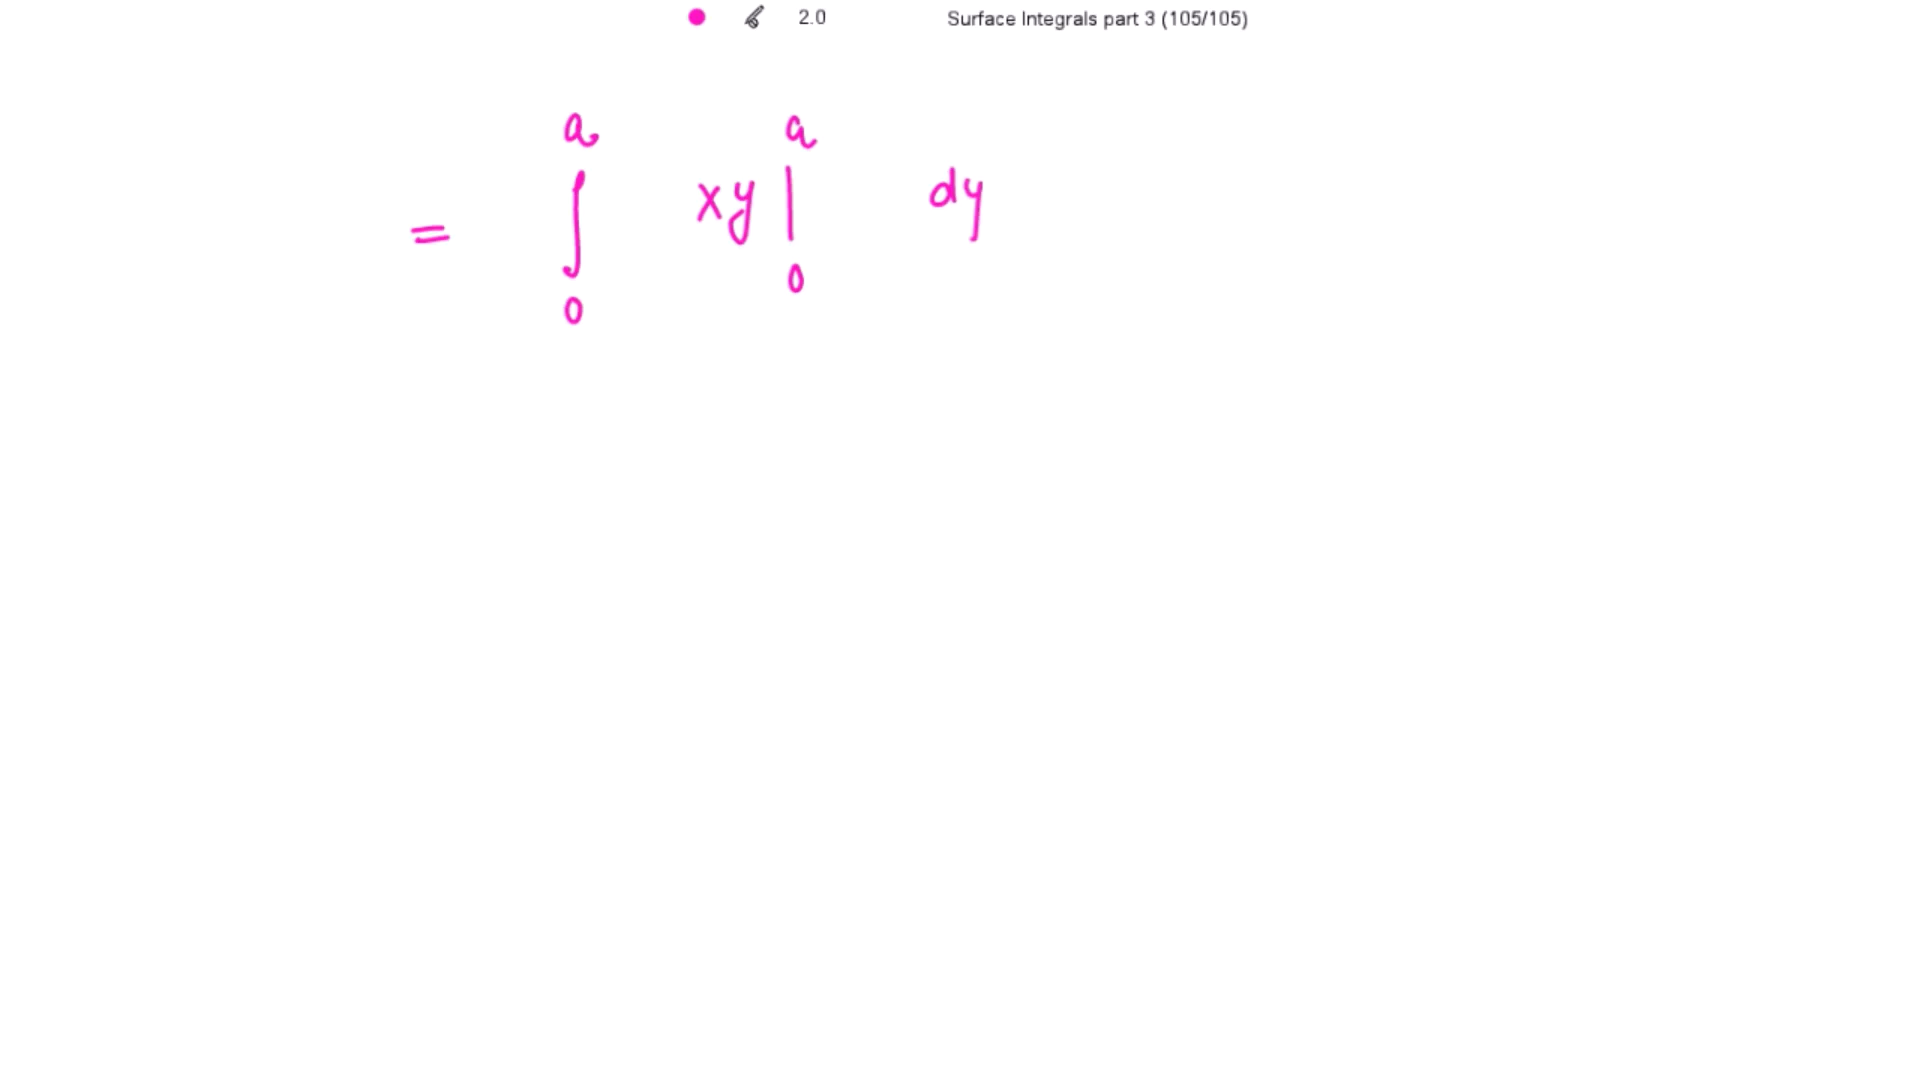 2.0 Surface Integrals part 3 (105/105)
a a
= ∫ xy | dy
0 0